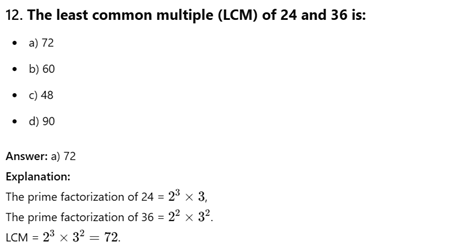 12. The least common multiple (LCM) of 24 and 36 is:
• a) 72
• b) 60
• c) 48
• d) 90
Answer: a) 72
Explanation:
The prime factorization of 24 = 2³ × 3,
The prime factorization of 36 = 2² × 3².
LCM = 2³ × 3² = 72.